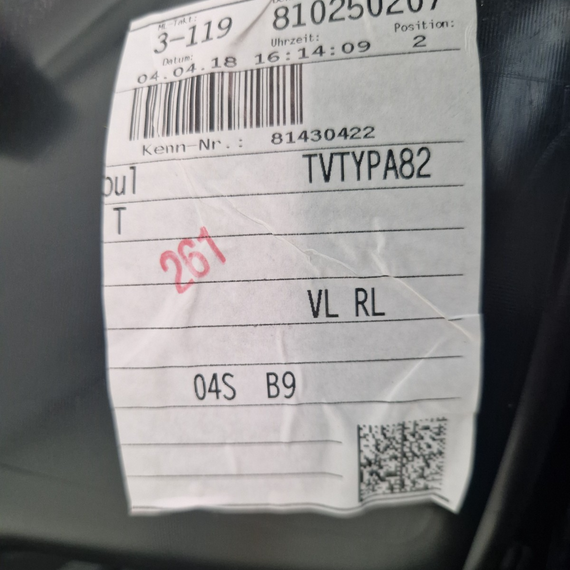 3-119
810250207
Datum:
Uhrzeit:
Position:
04.04.18 16:14:09 2
Kenn-Nr.: 81430422
TVTYPA82
T
261
VL RL
04S B9